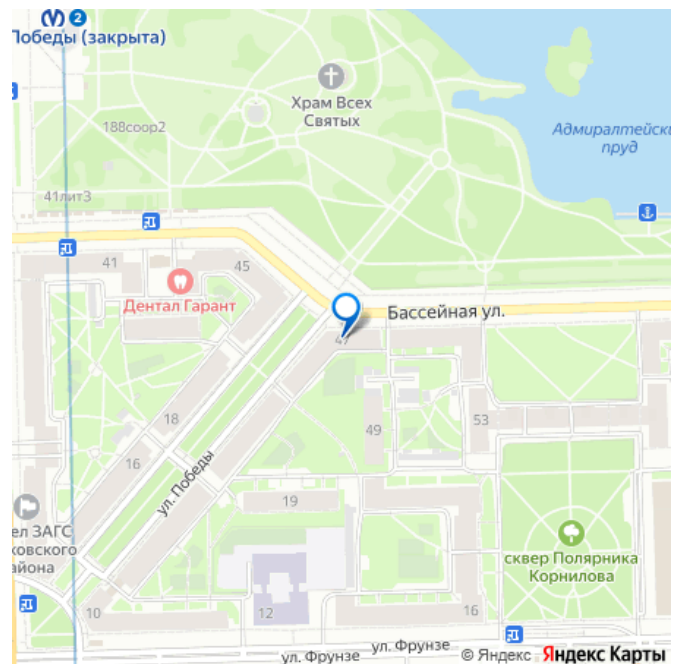 2
Победы (закрыта)
Храм Всех
Святых
188соор2
Адмиралтейски
пруд
41лит3
41
45
Дентал Гарант
Бассейная ул.
47
18
53
49
16
ул. Победы
19
ел ЗАГС
ковского
айона
сквер Полярника
Корнилова
10
12
16
ул. Фрунзе
ул. Фрунзе
© Яндекс Яндекс Карты